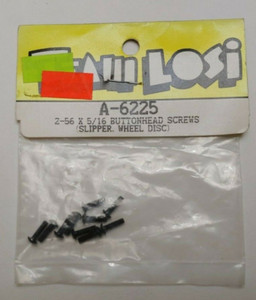 TEAM LOSI
A-6225
2-56 X 5/16 BUTTONHEAD SCREWS
(SLIPPER, WHEEL DISC)